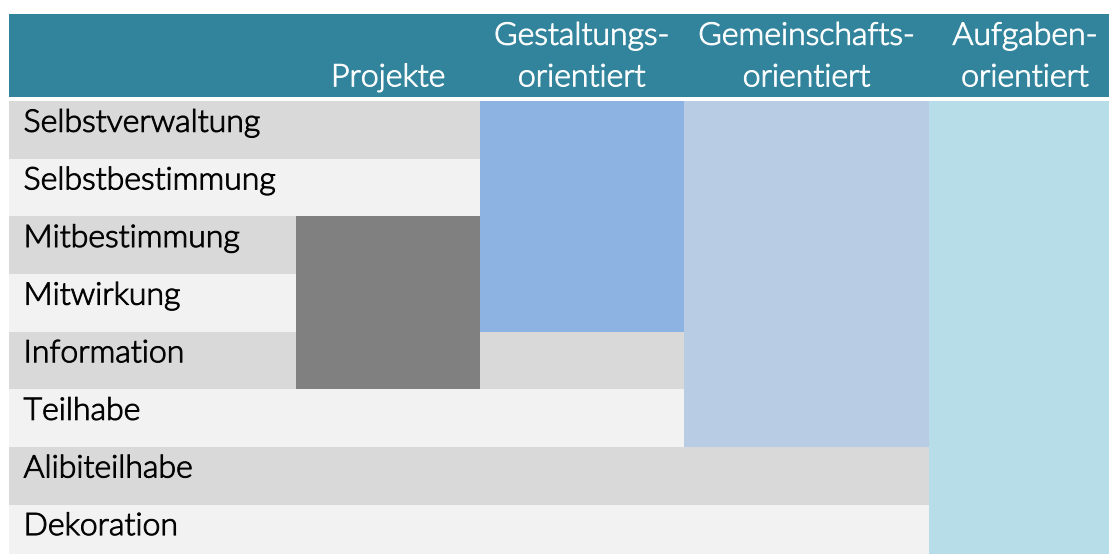 Projekte
Gestaltungs-
orientiert
Gemeinschafts-
orientiert
Aufgaben-
orientiert
Selbstverwaltung
Selbstbestimmung
Mitbestimmung
Mitwirkung
Information
Teilhabe
Alibiteilhabe
Dekoration